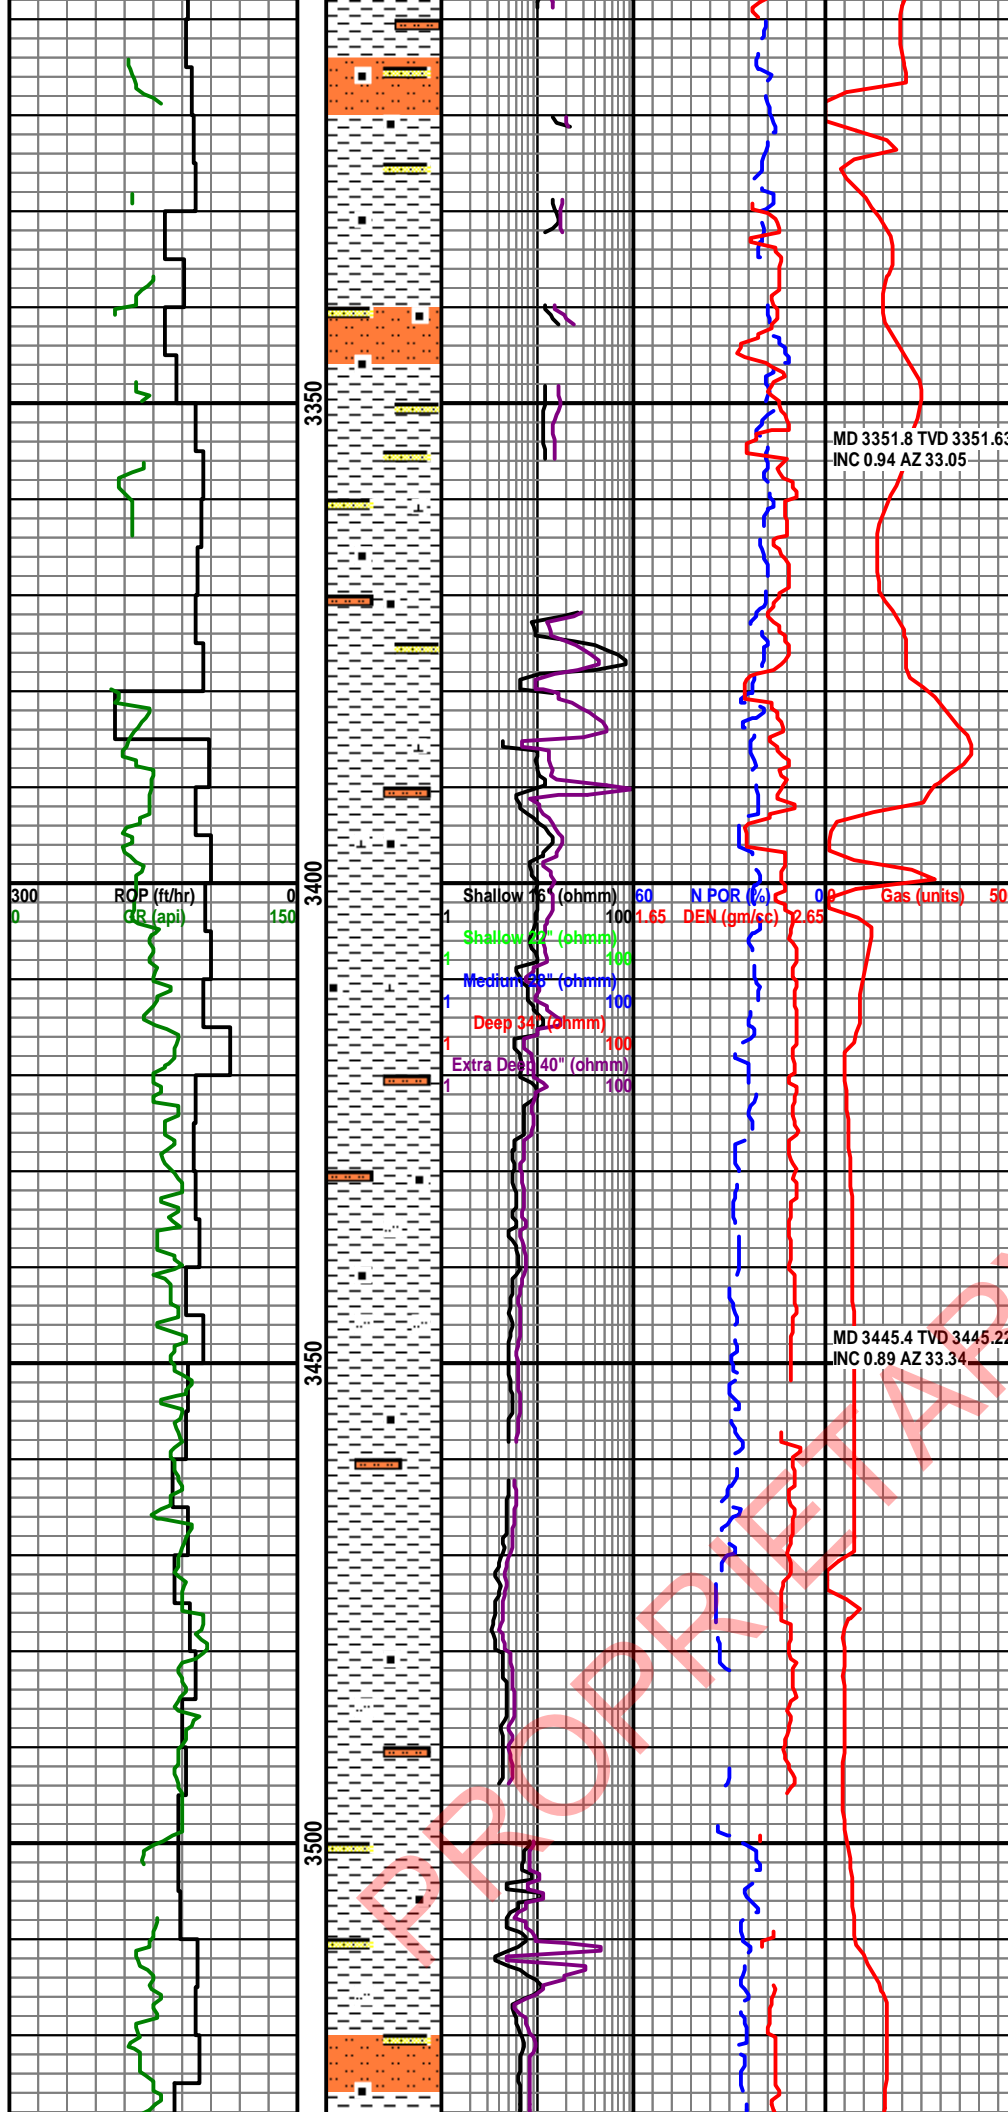 3350
MD 3351.8 TVD 3351.63
INC 0.94 AZ 33.05
3400
300 ROP (ft/hr) 0
0 GR (api) 150
Shallow 16" (ohmm)
1 100
Shallow 22" (ohmm)
1 100
Medium 28" (ohmm)
1 100
Deep 34" (ohmm)
1 100
Extra Deep 40" (ohmm)
1 100
60 N POR (%) 0
1.65 DEN (gm/cc) 2.65
0 Gas (units) 50
3450
MD 3445.4 TVD 3445.22
INC 0.89 AZ 33.34
3500
PROPRIETAR